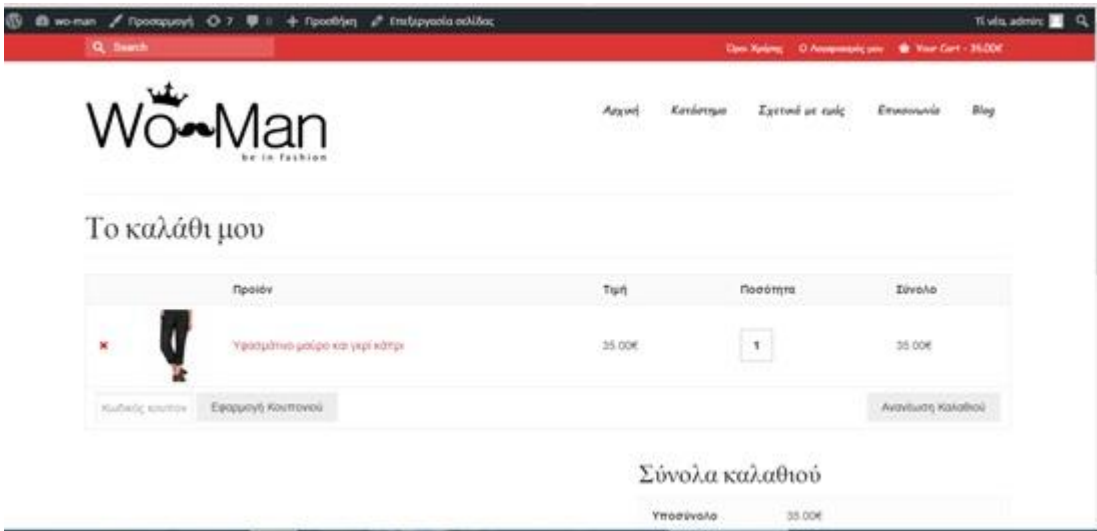 wo-man Προσαρμογή 7 0 Προσθήκη Επεξεργασία σελίδας Τί νέα, admin;
Search Όροι Χρήσης Ο Λογαριασμός μου Your Cart - 35.00€
Wo Man
be in fashion
Αρχική Κατάστημα Σχετικά με εμάς Επικοινωνία Blog
Το καλάθι μου
Προϊόν Τιμή Ποσότητα Σύνολο
× Υφασμάτινο μαύρο και γκρί κάπρι 35.00€ 1 35.00€
Κωδικός κουπον Εφαρμογή Κουπονιού Ανανέωση Καλαθιού
Σύνολα καλαθιού
Υποσύνολο 35.00€